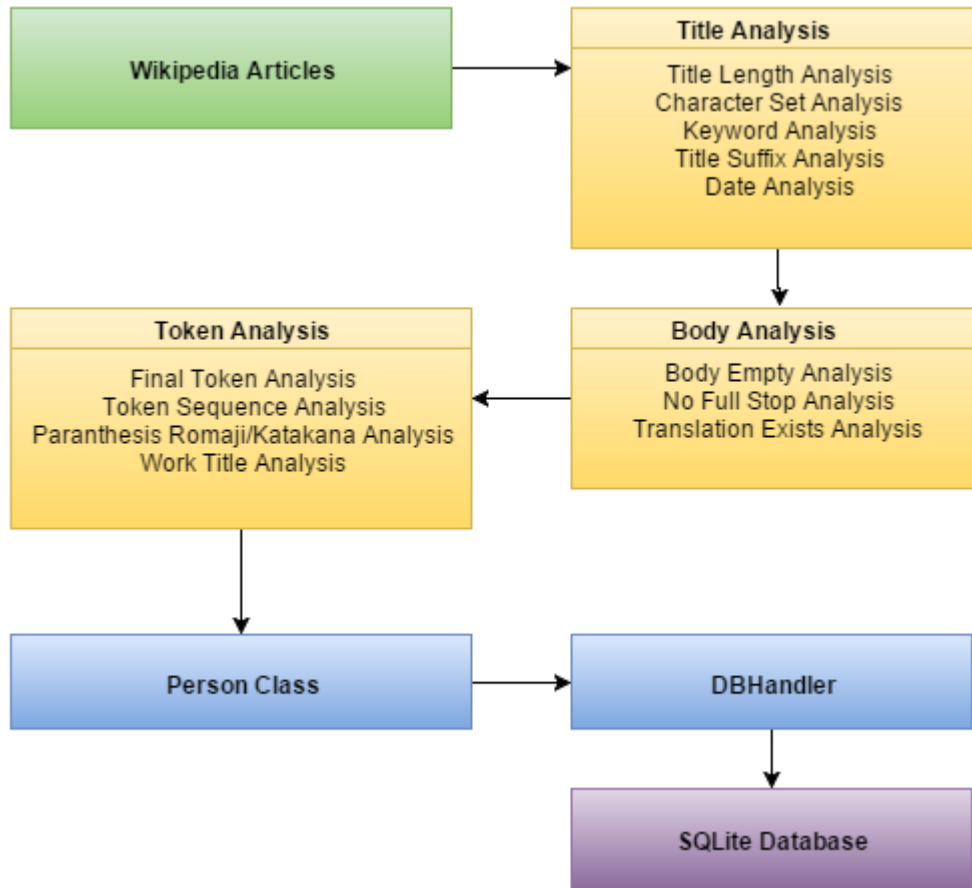 Wikipedia Articles
Title Analysis
Title Length Analysis
Character Set Analysis
Keyword Analysis
Title Suffix Analysis
Date Analysis
Body Analysis
Body Empty Analysis
No Full Stop Analysis
Translation Exists Analysis
Token Analysis
Final Token Analysis
Token Sequence Analysis
Paranthesis Romaji/Katakana Analysis
Work Title Analysis
Person Class
DBHandler
SQLite Database